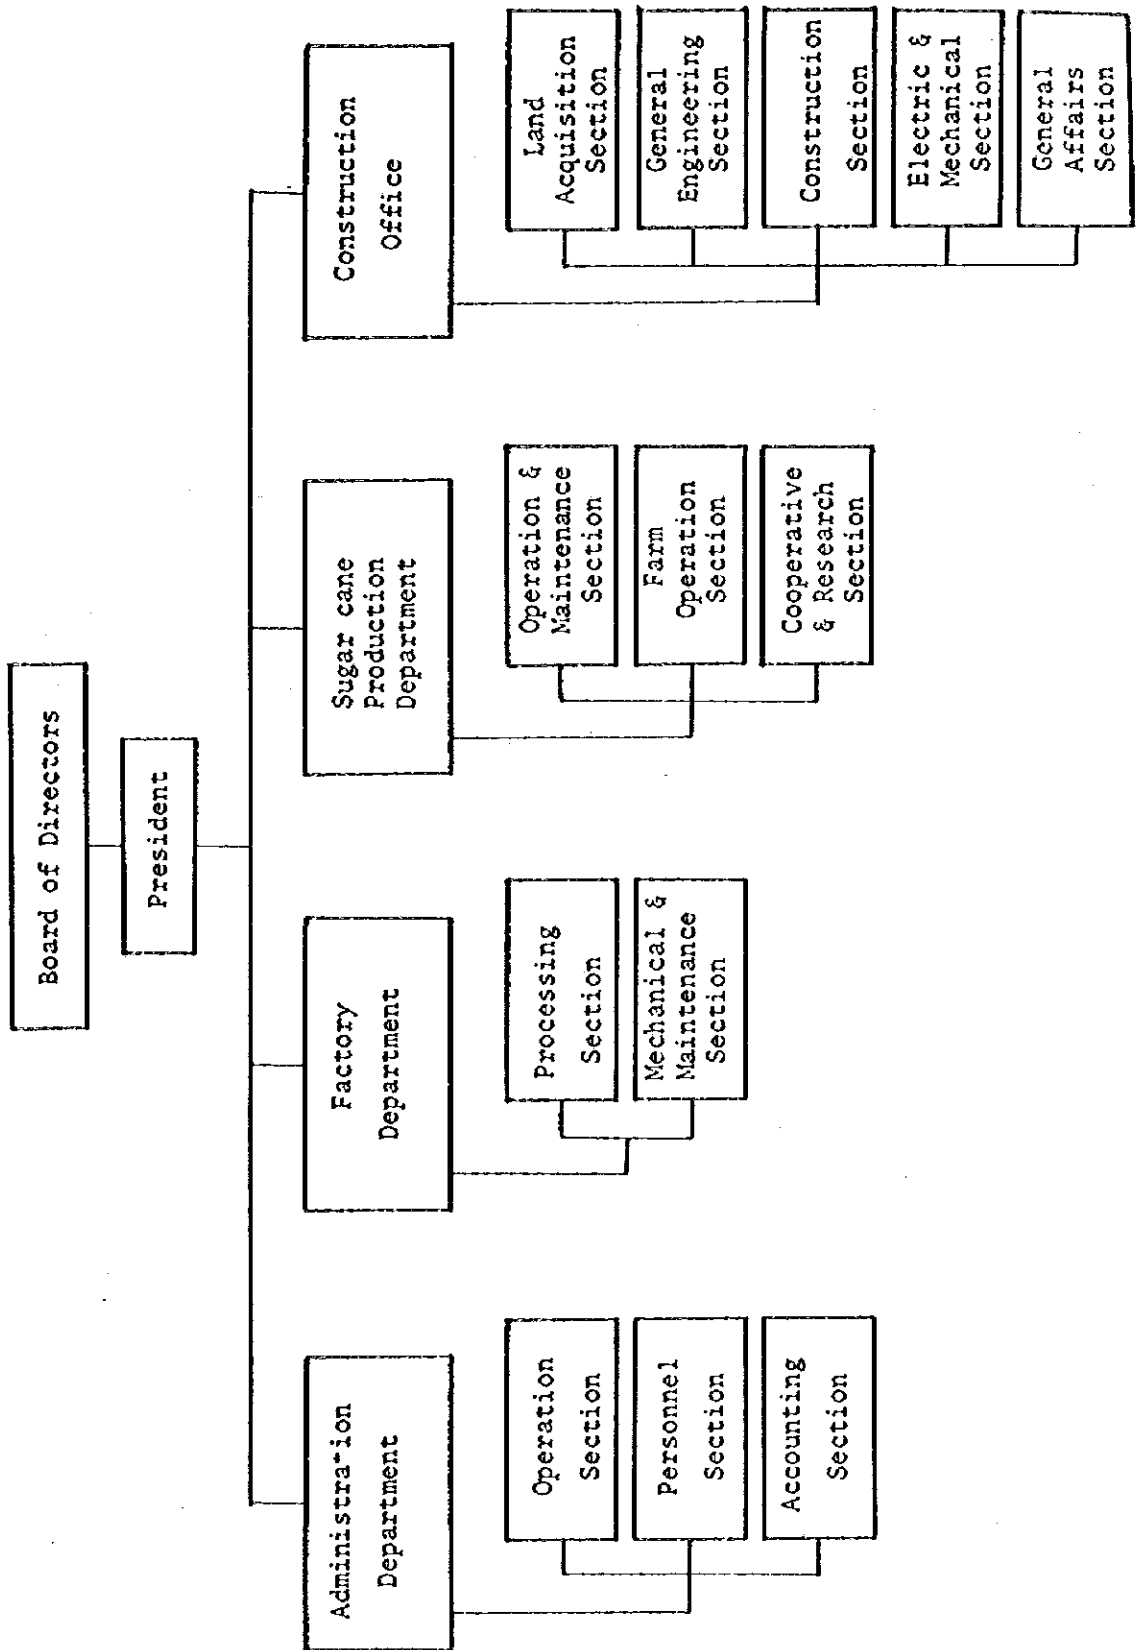 Board of Directors
President
Administration
Department
Operation
Section
Personnel
Section
Accounting
Section
Factory
Department
Processing
Section
Mechanical &
Maintenance
Section
Sugar cane
Production
Department
Operation &
Maintenance
Section
Farm
Operation
Section
Cooperative
& Research
Section
Construction
Office
Land
Acquisition
Section
General
Engineering
Section
Construction
Section
Electric &
Mechanical
Section
General
Affairs
Section